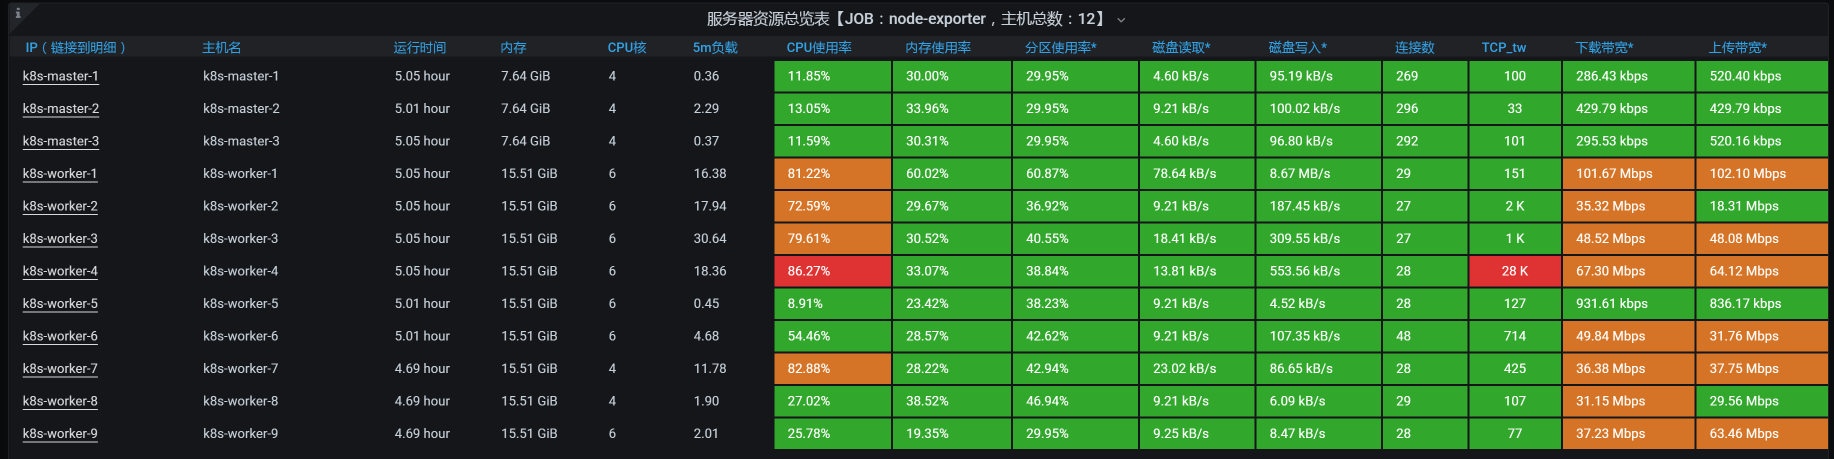 服务器资源总览表【JOB：node-exporter，主机总数：12】
IP（链接到明细） 主机名 运行时间 内存 CPU核 5m负载 CPU使用率 内存使用率 分区使用率* 磁盘读取* 磁盘写入* 连接数 TCP_tw 下载带宽* 上传带宽*
k8s-master-1 k8s-master-1 5.05 hour 7.64 GiB 4 0.36 11.85% 30.00% 29.95% 4.60 kB/s 95.19 kB/s 269 100 286.43 kbps 520.40 kbps
k8s-master-2 k8s-master-2 5.01 hour 7.64 GiB 4 2.29 13.05% 33.96% 29.95% 9.21 kB/s 100.02 kB/s 296 33 429.79 kbps 429.79 kbps
k8s-master-3 k8s-master-3 5.05 hour 7.64 GiB 4 0.37 11.59% 30.31% 29.95% 4.60 kB/s 96.80 kB/s 292 101 295.53 kbps 520.16 kbps
k8s-worker-1 k8s-worker-1 5.05 hour 15.51 GiB 6 16.38 81.22% 60.02% 60.87% 78.64 kB/s 8.67 MB/s 29 151 101.67 Mbps 102.10 Mbps
k8s-worker-2 k8s-worker-2 5.05 hour 15.51 GiB 6 17.94 72.59% 29.67% 36.92% 9.21 kB/s 187.45 kB/s 27 2 K 35.32 Mbps 18.31 Mbps
k8s-worker-3 k8s-worker-3 5.05 hour 15.51 GiB 6 30.64 79.61% 30.52% 40.55% 18.41 kB/s 309.55 kB/s 27 1 K 48.52 Mbps 48.08 Mbps
k8s-worker-4 k8s-worker-4 5.05 hour 15.51 GiB 6 18.36 86.27% 33.07% 38.84% 13.81 kB/s 553.56 kB/s 28 28 K 67.30 Mbps 64.12 Mbps
k8s-worker-5 k8s-worker-5 5.01 hour 15.51 GiB 6 0.45 8.91% 23.42% 38.23% 9.21 kB/s 4.52 kB/s 28 127 931.61 kbps 836.17 kbps
k8s-worker-6 k8s-worker-6 5.01 hour 15.51 GiB 6 4.68 54.46% 28.57% 42.62% 9.21 kB/s 107.35 kB/s 48 714 49.84 Mbps 31.76 Mbps
k8s-worker-7 k8s-worker-7 4.69 hour 15.51 GiB 4 11.78 82.88% 28.22% 42.94% 23.02 kB/s 86.65 kB/s 28 425 36.38 Mbps 37.75 Mbps
k8s-worker-8 k8s-worker-8 4.69 hour 15.51 GiB 4 1.90 27.02% 38.52% 46.94% 9.21 kB/s 6.09 kB/s 29 107 31.15 Mbps 29.56 Mbps
k8s-worker-9 k8s-worker-9 4.69 hour 15.51 GiB 6 2.01 25.78% 19.35% 29.95% 9.25 kB/s 8.47 kB/s 28 77 37.23 Mbps 63.46 Mbps